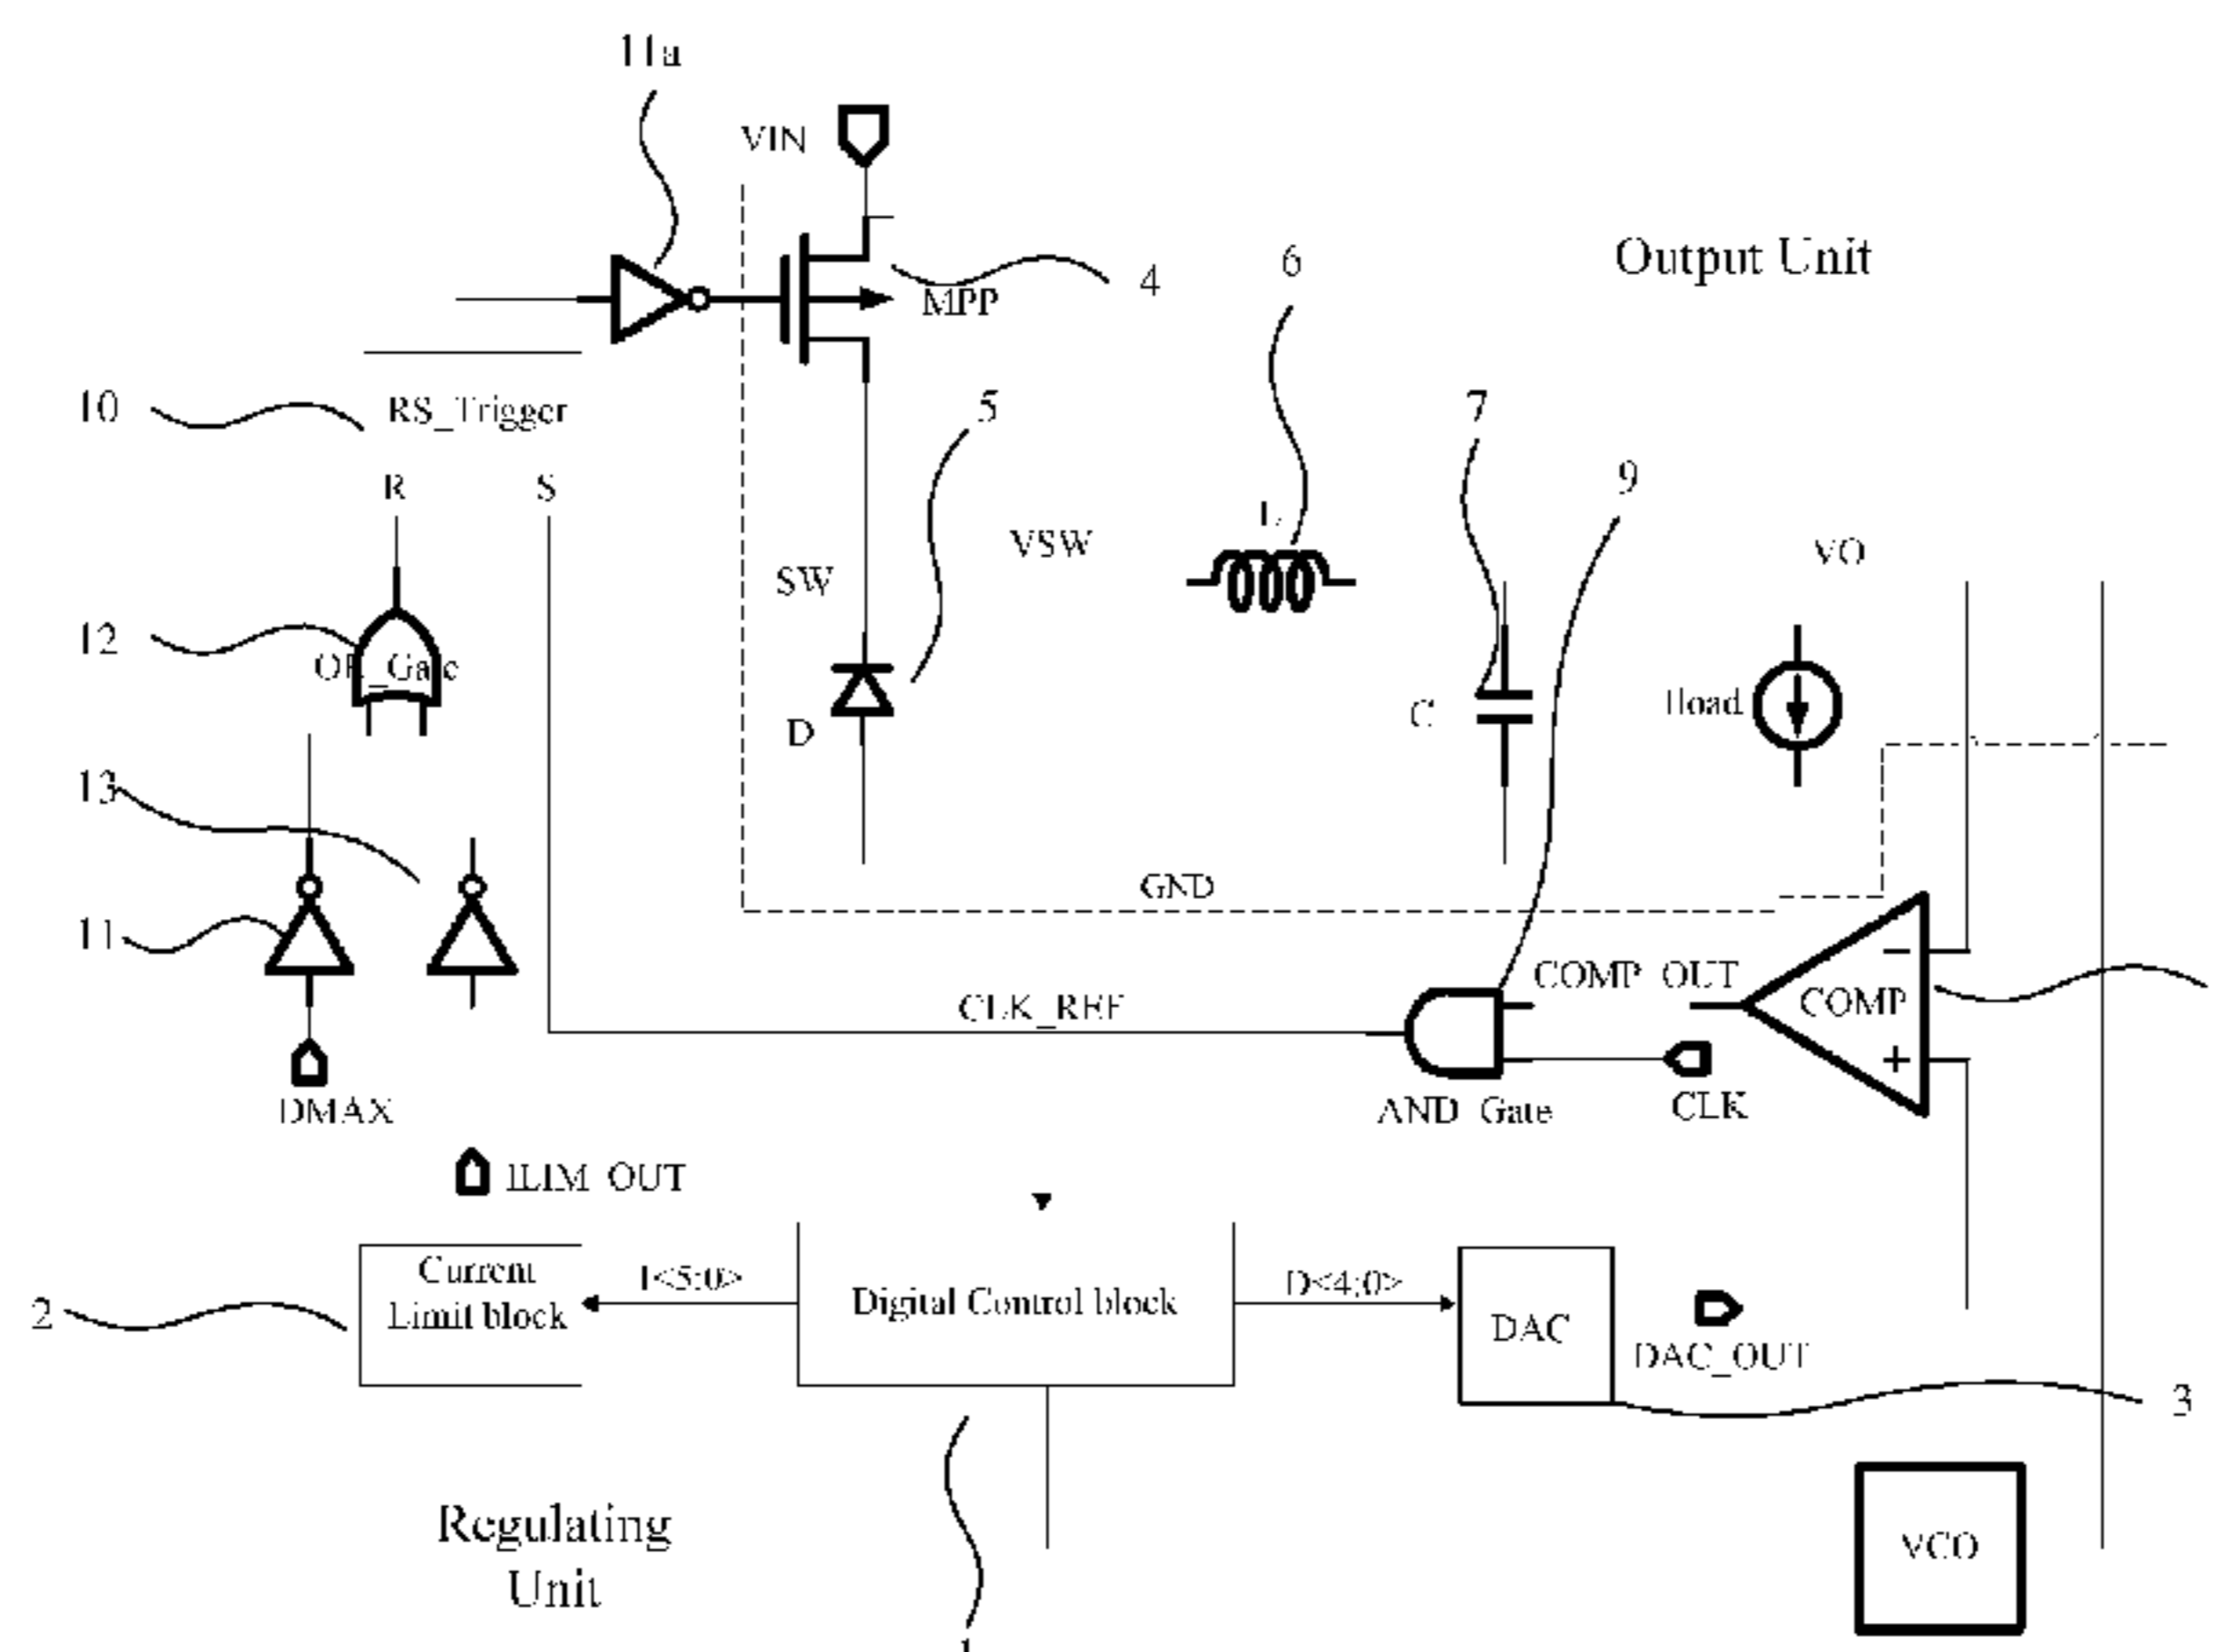 11a
VIN
Output Unit
6
4
MPP
10
RS_Trigger
5
7
9
R
S
L
VSW
VO
SW
12
OR_Gate
Iload
C
D
13
GND
11
COMP_OUT
COMP
CLK_REF
DMAX
AND_Gate
CLK
ILIM_OUT
Current
Limit block
I<5:0>
Digital Control block
D<4:0>
DAC
DAC_OUT
2
3
Regulating
Unit
VCO
1